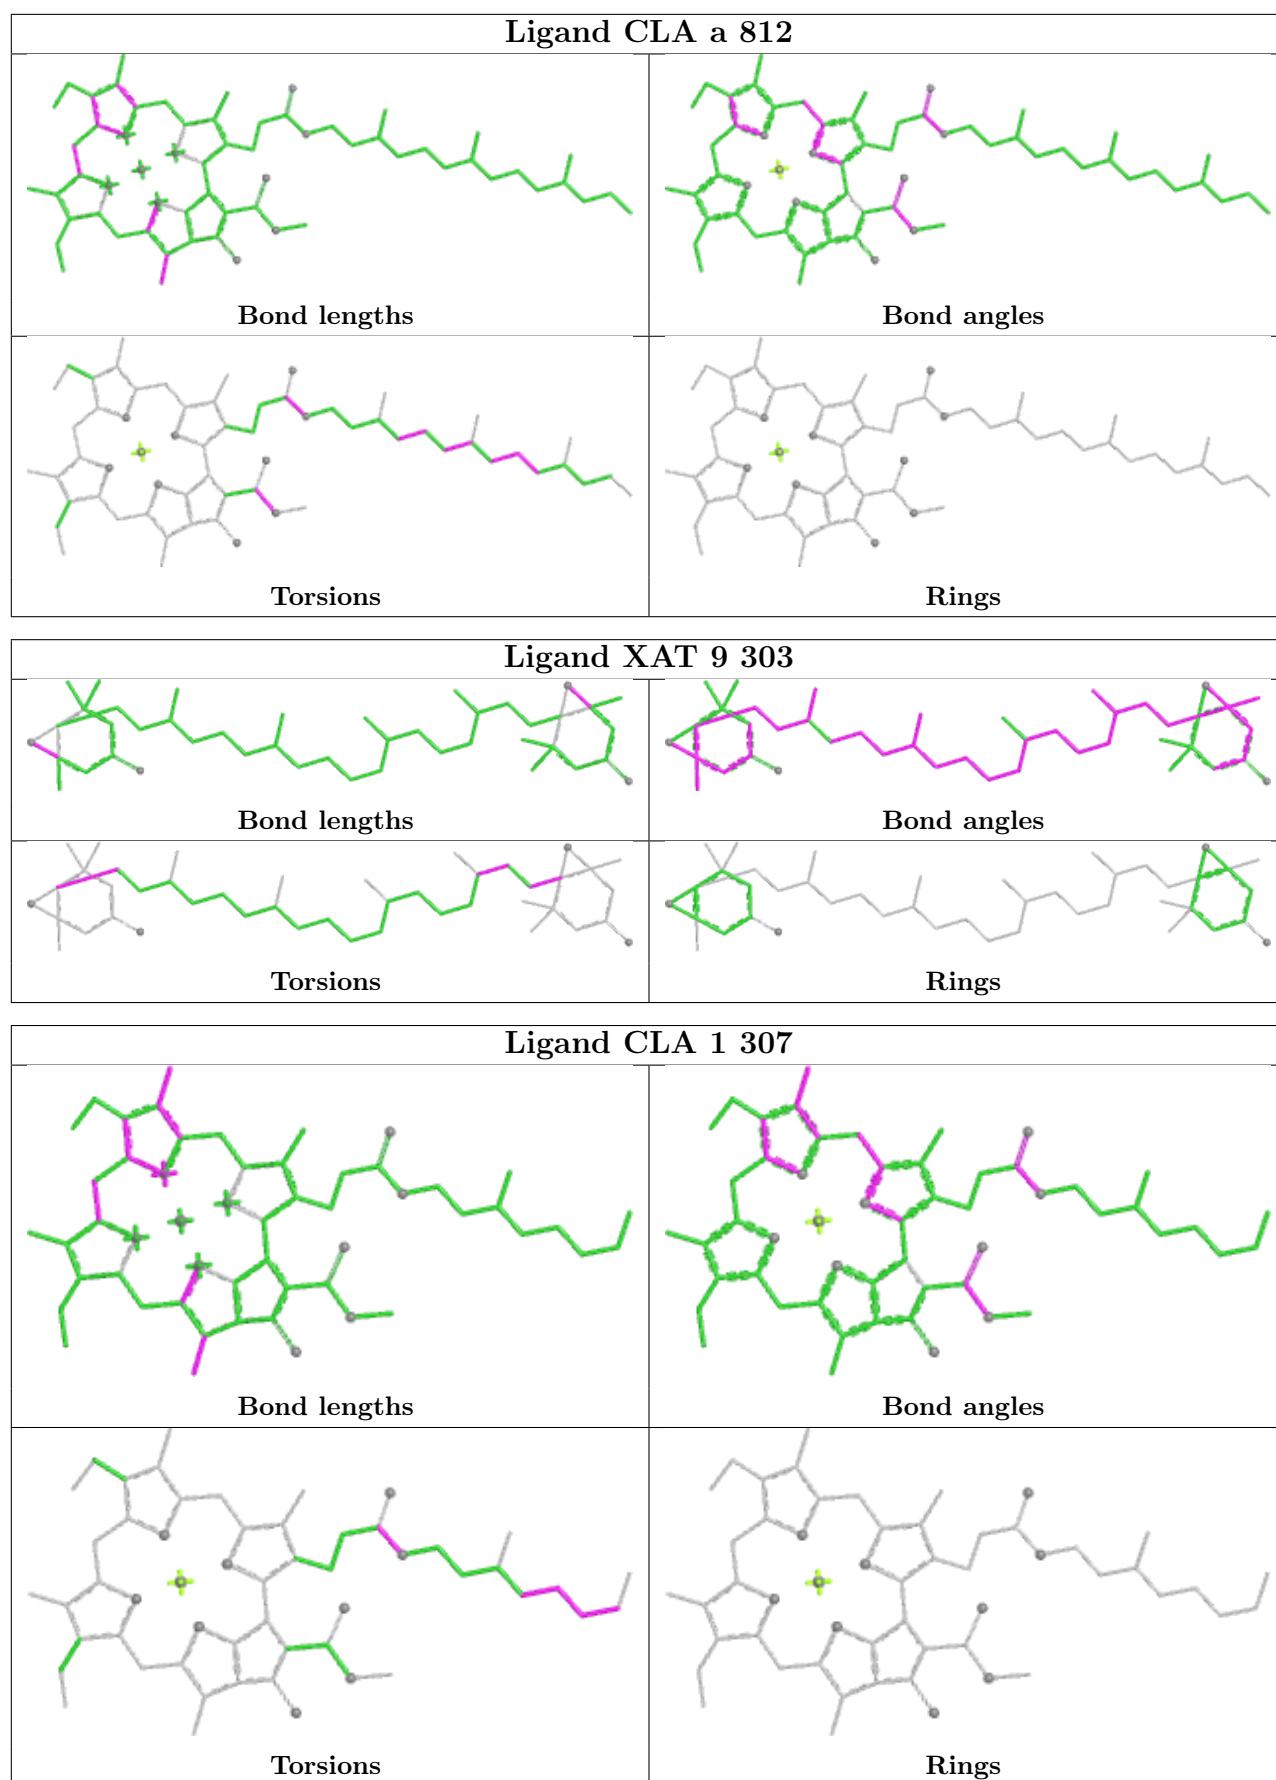 Ligand CLA a 812
Bond lengths
Bond angles
Torsions
Rings
Ligand XAT 9 303
Bond lengths
Bond angles
Torsions
Rings
Ligand CLA 1 307
Bond lengths
Bond angles
Torsions
Rings